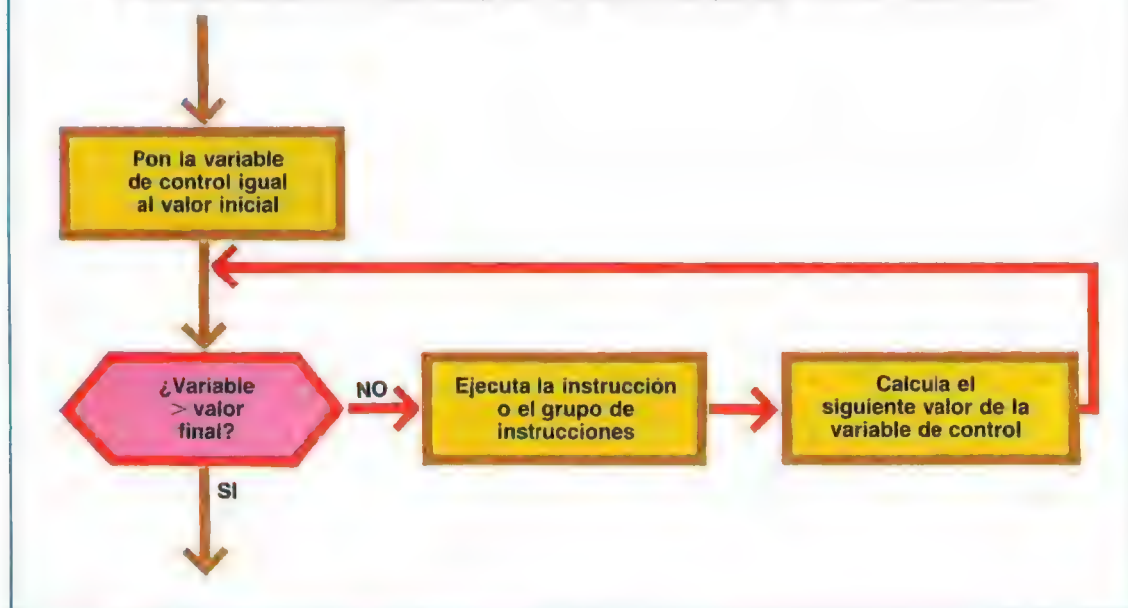 Pon la variable
de control igual
al valor inicial
¿Variable
> valor
final?
NO
Ejecuta la instrucción
o el grupo de
instrucciones
Calcula el
siguiente valor de la
variable de control
SI